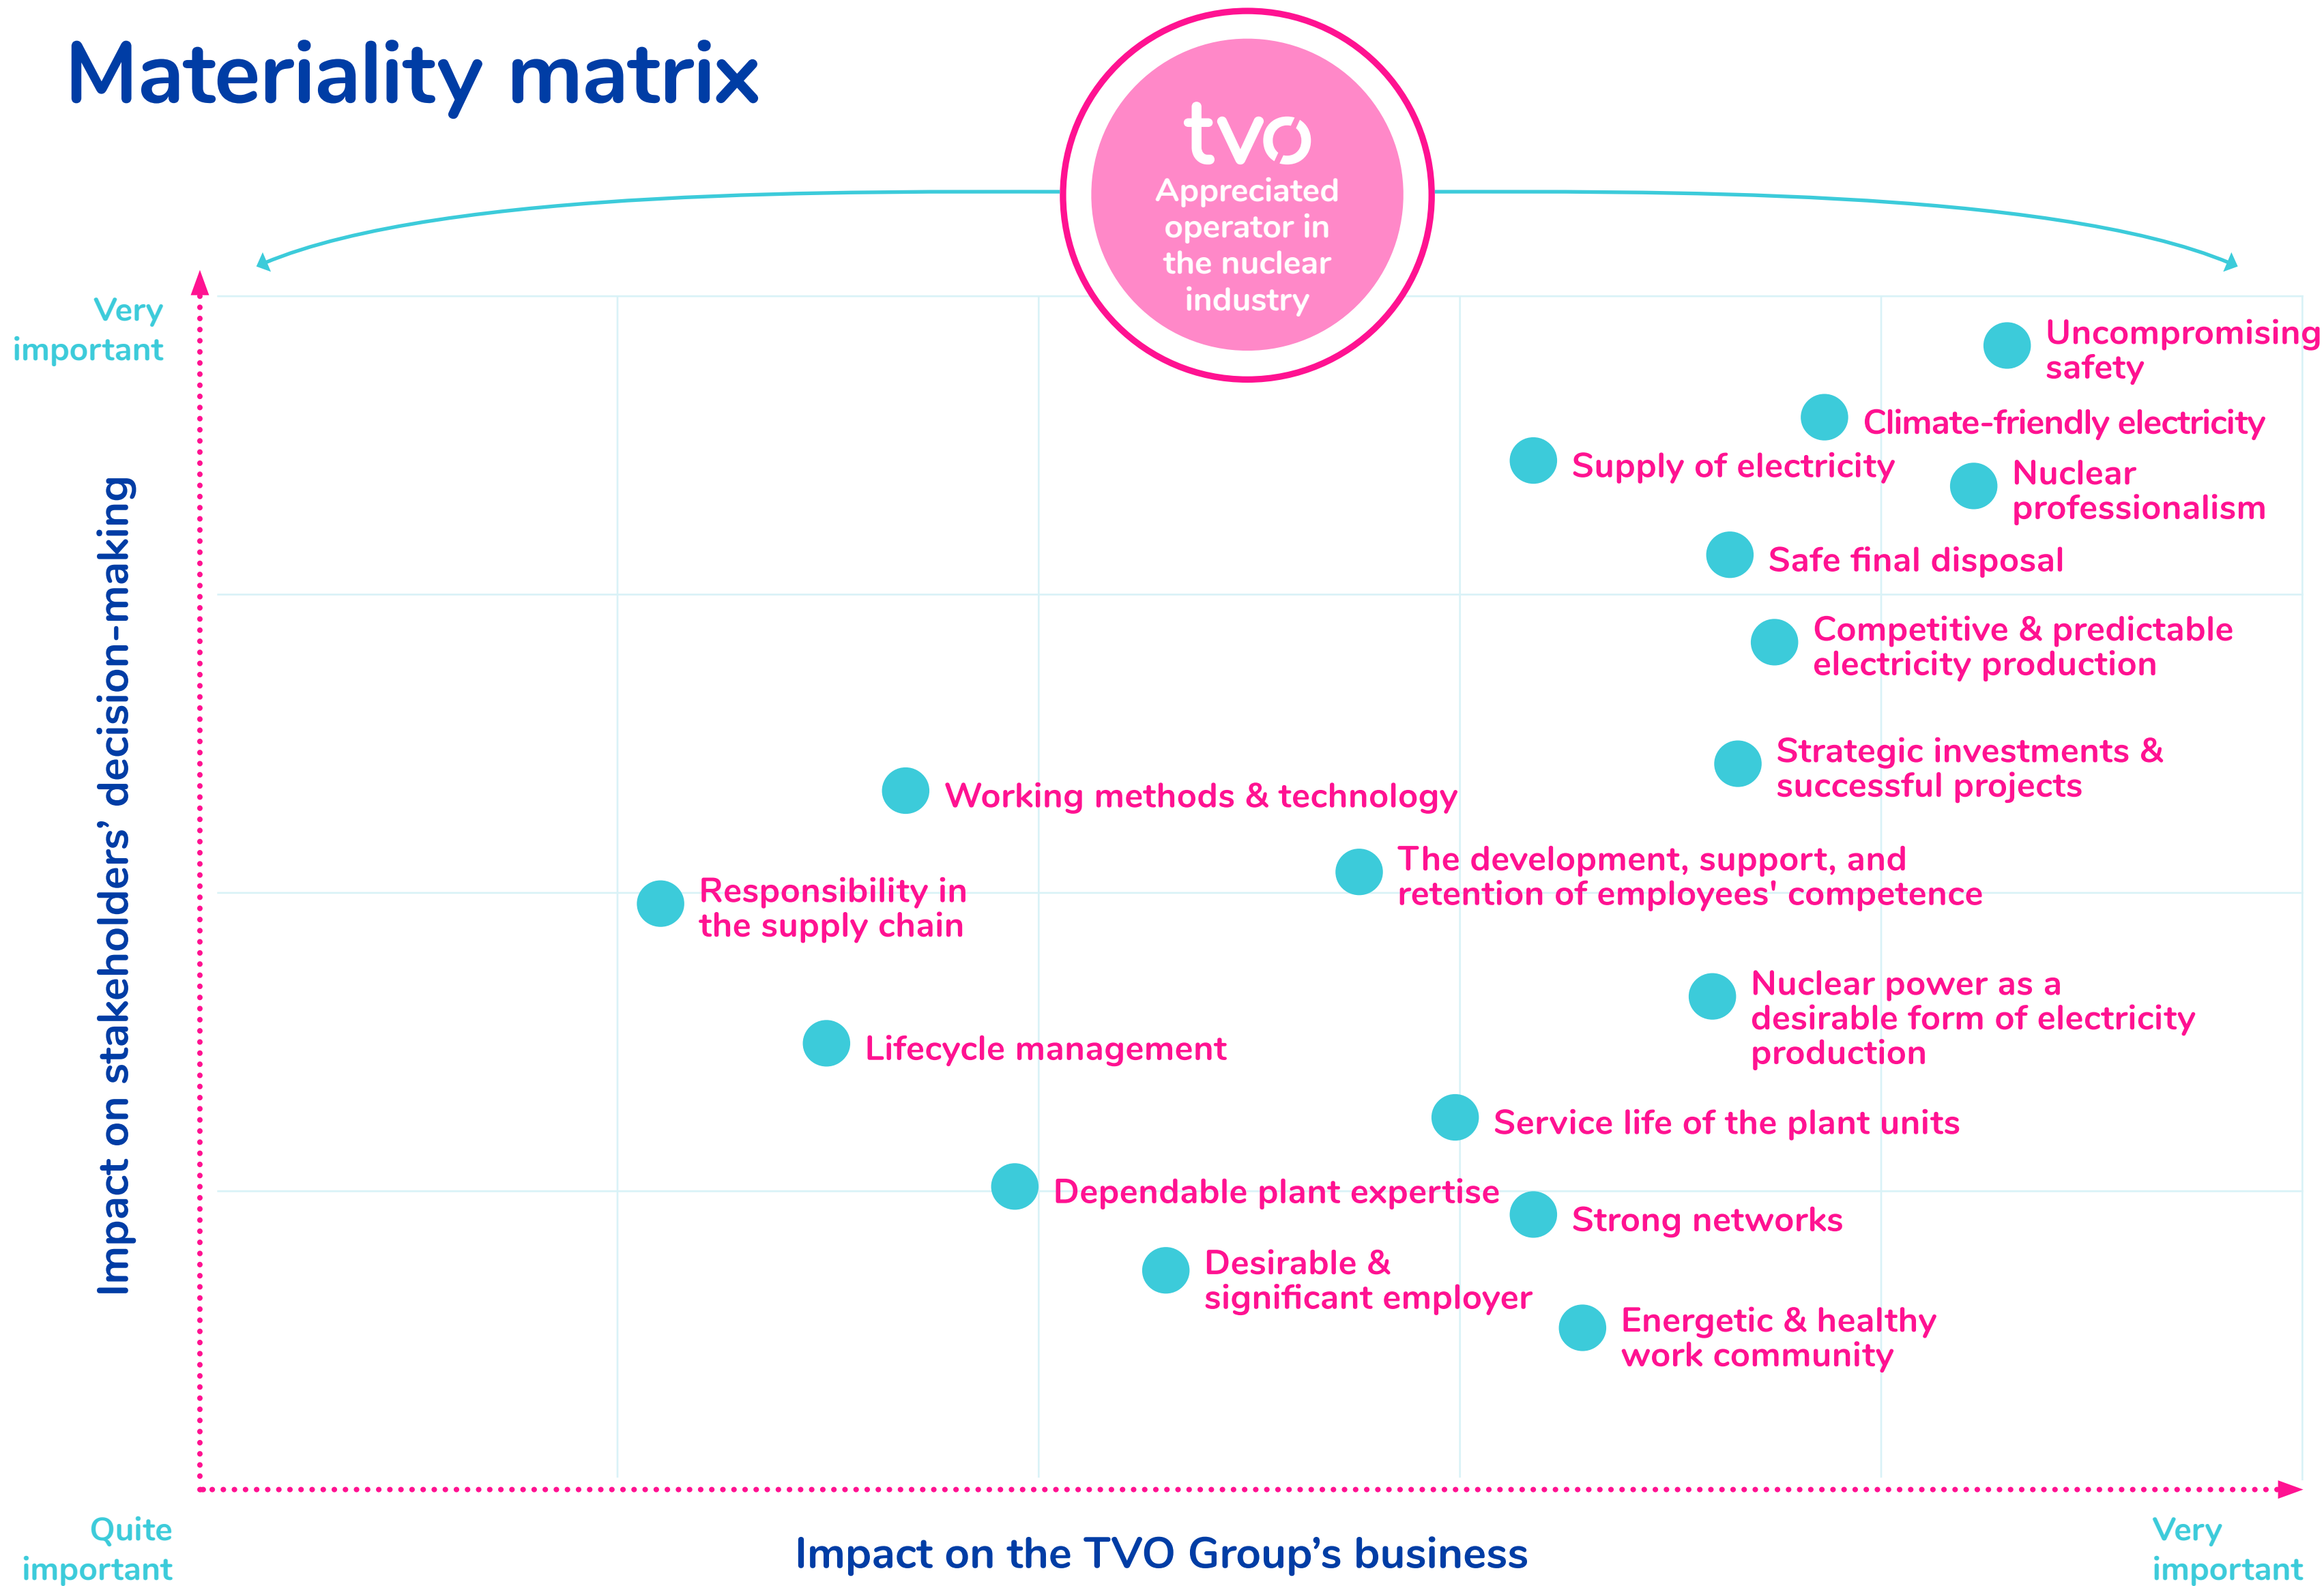 Materiality matrix
tvo
Appreciated
operator in
the nuclear
industry
Very
important
Impact on stakeholders’ decision-making
Uncompromising
safety
Climate-friendly electricity
Supply of electricity
Nuclear
professionalism
Safe final disposal
Competitive & predictable
electricity production
Strategic investments &
successful projects
Working methods & technology
The development, support, and
retention of employees' competence
Responsibility in
the supply chain
Nuclear power as a
desirable form of electricity
production
Lifecycle management
Service life of the plant units
Dependable plant expertise
Strong networks
Desirable &
significant employer
Energetic & healthy
work community
Quite
important
Impact on the TVO Group’s business
Very
important